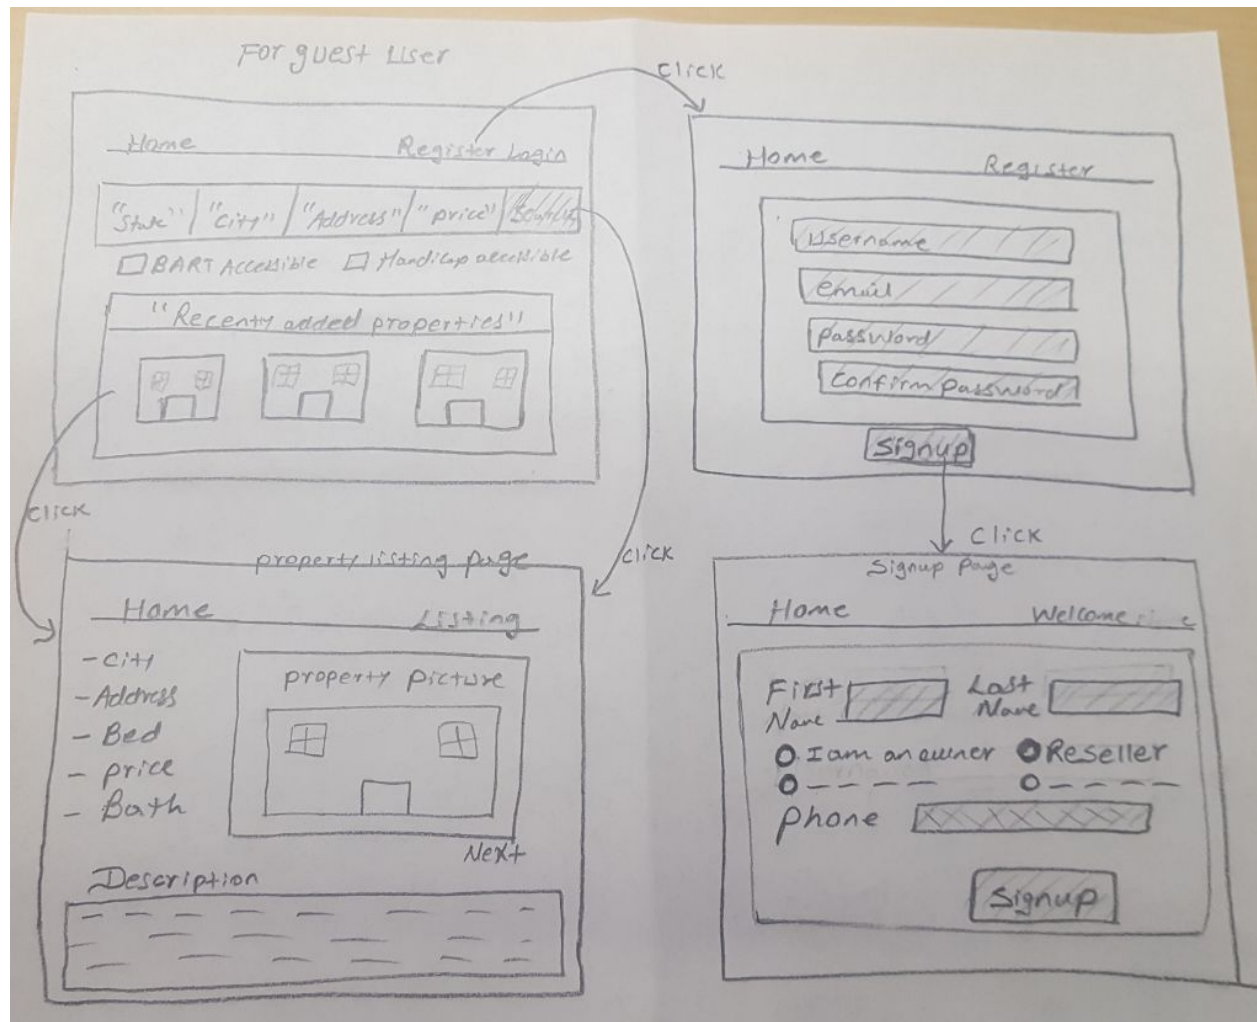 For guest User
click
Home Register Login
"State" "City" "Address" "price"
BART Accessible Handicap accessible
"Recenty added properties"
click
click
Home Register
username
email
password
Confirm password
Signup
click
property listing page
Home Listing
- City
- Address
- Bed
- price
- Bath
property picture
Next
Description
Signup Page
Home Welcome
First Name Last Name
I am an owner Reseller
Phone
Signup